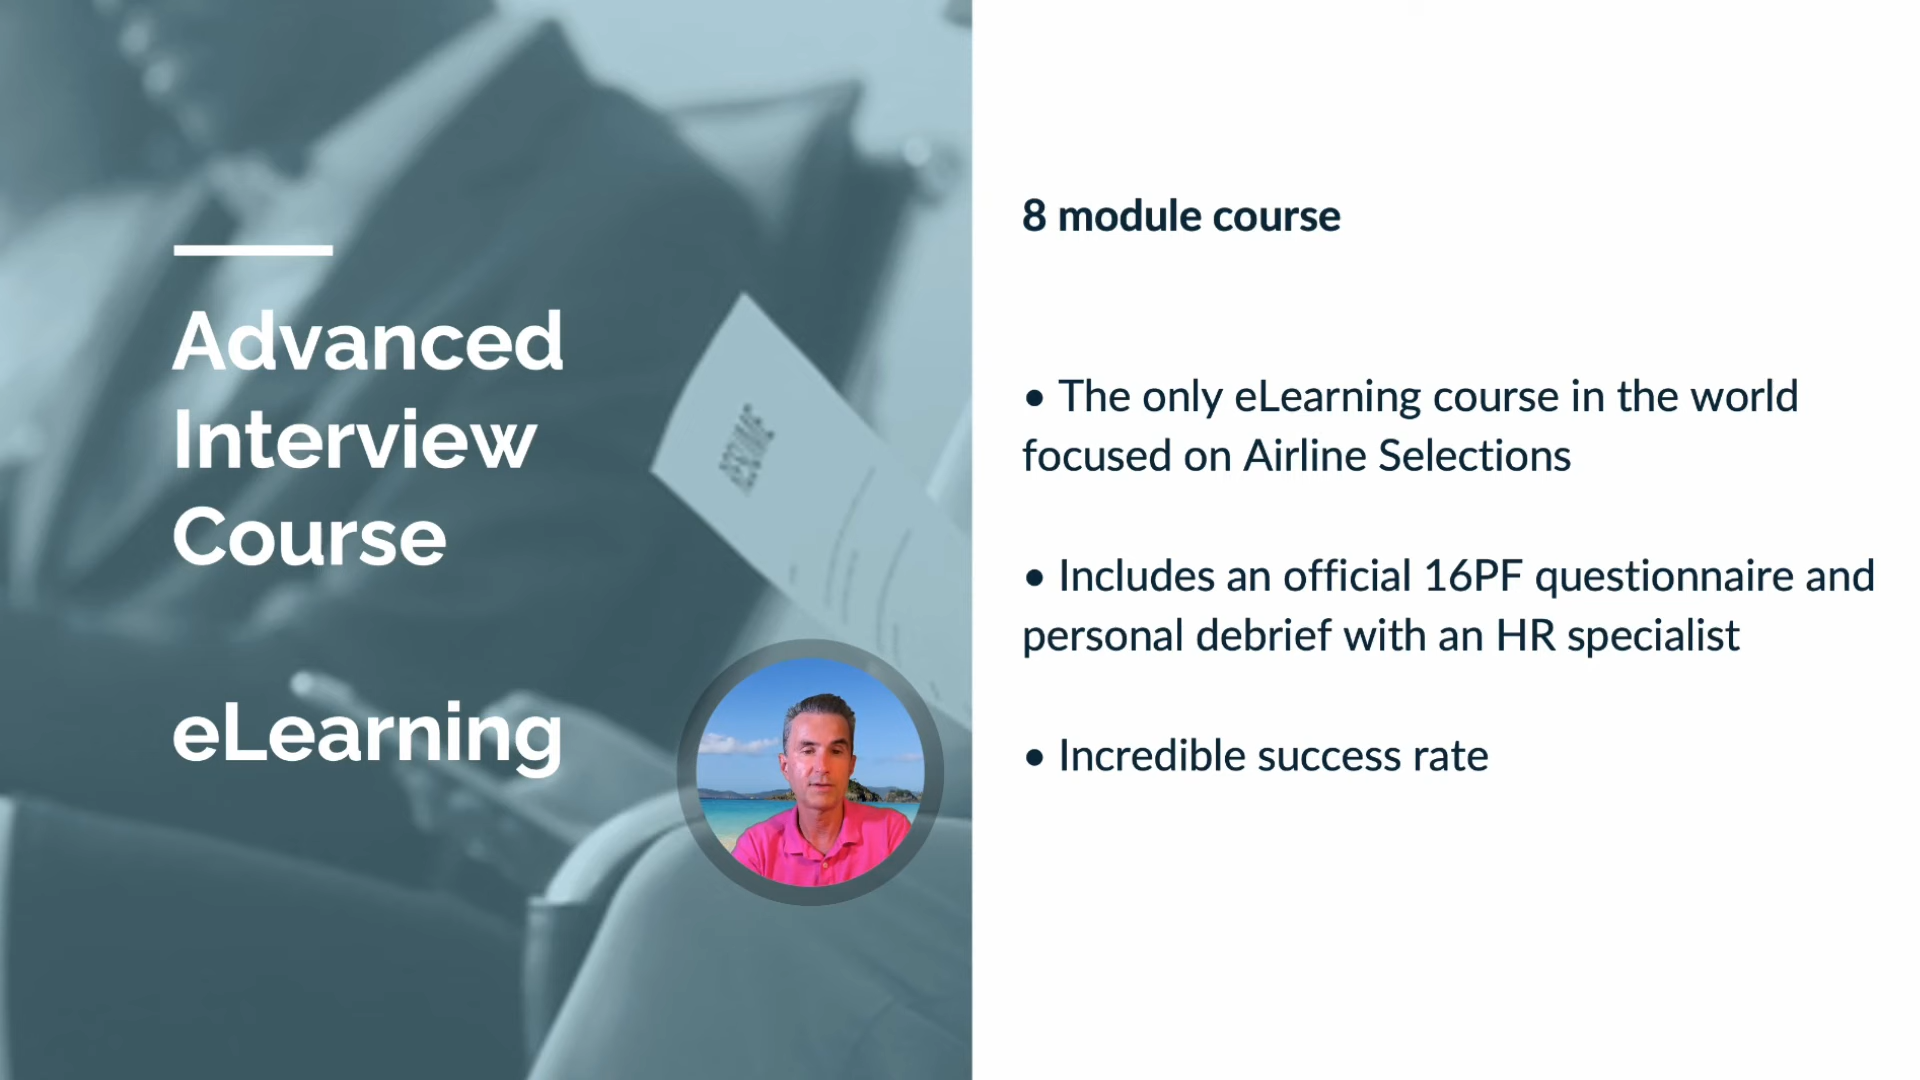 Advanced
Interview
Course
eLearning
8 module course
• The only eLearning course in the world
focused on Airline Selections
• Includes an official 16PF questionnaire and
personal debrief with an HR specialist
• Incredible success rate